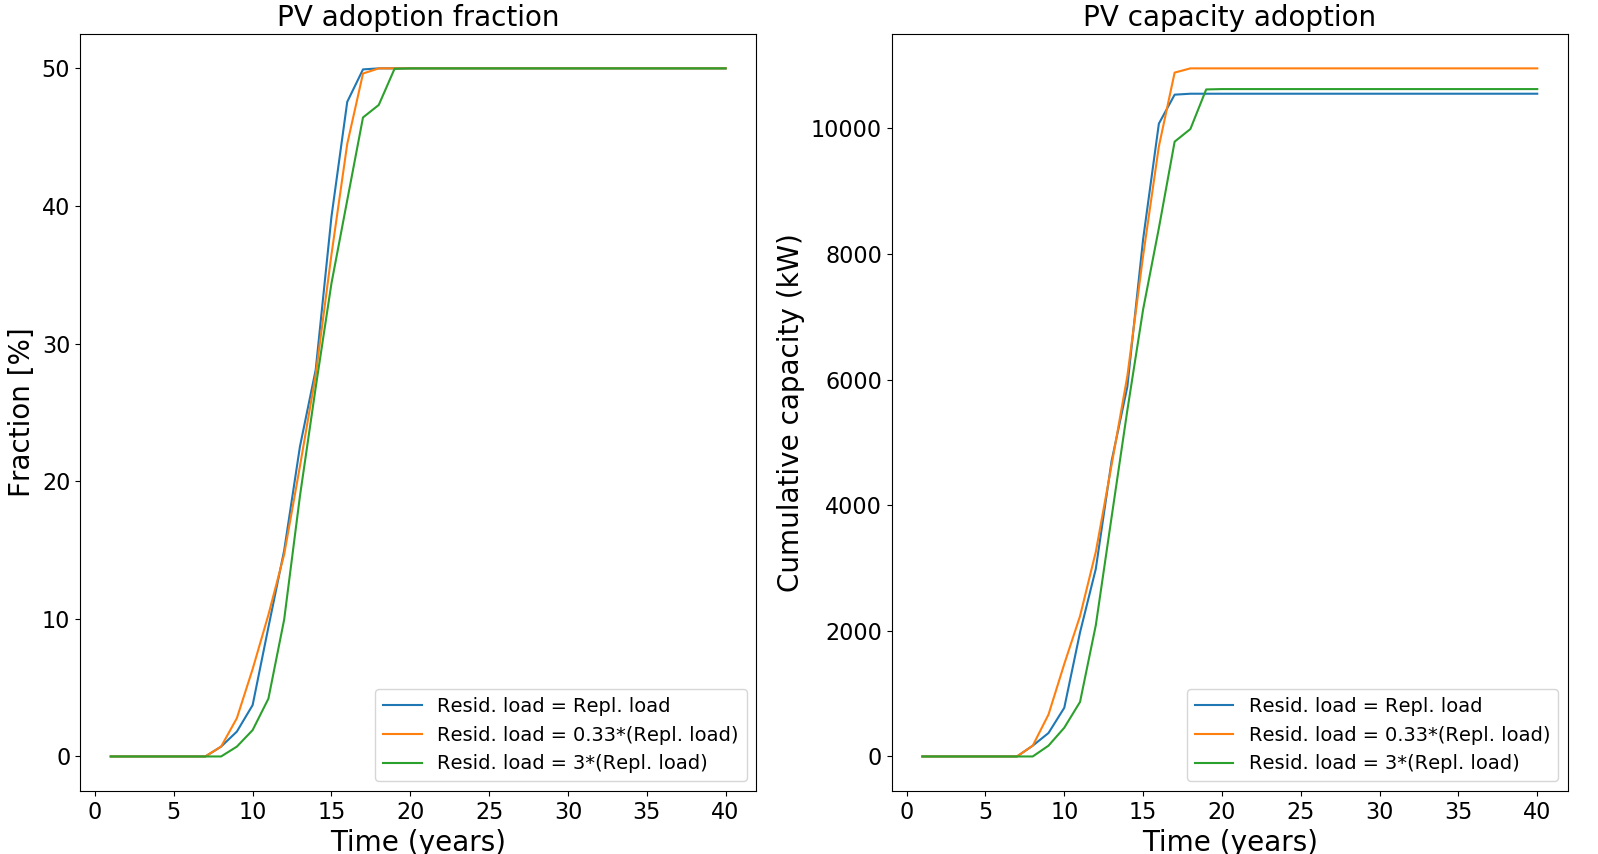 PV adoption fraction
Fraction [%]
50
40
30
20
10
0
0 5 10 15 20 25 30 35 40
Time (years)
Resid. load = Repl. load
Resid. load = 0.33*(Repl. load)
Resid. load = 3*(Repl. load)
PV capacity adoption
Cumulative capacity (kW)
10000
8000
6000
4000
2000
0
0 5 10 15 20 25 30 35 40
Time (years)
Resid. load = Repl. load
Resid. load = 0.33*(Repl. load)
Resid. load = 3*(Repl. load)